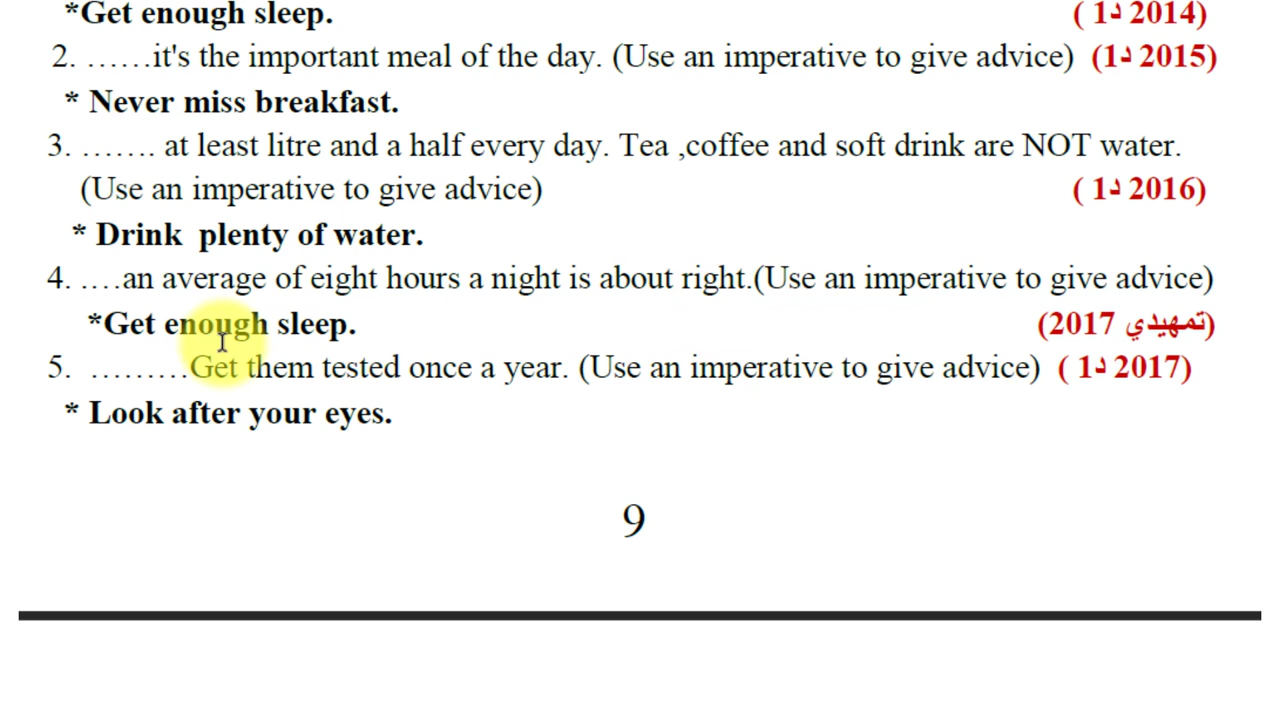 *Get enough sleep. ( 1د 2014)
2. ……it's the important meal of the day. (Use an imperative to give advice) (1د 2015)
* Never miss breakfast.
3. ……. at least litre and a half every day. Tea ,coffee and soft drink are NOT water.
(Use an imperative to give advice) ( 1د 2016)
* Drink plenty of water.
4. ….an average of eight hours a night is about right.(Use an imperative to give advice)
*Get enough sleep. (تمهيدي 2017)
5. ………Get them tested once a year. (Use an imperative to give advice) ( 1د 2017)
* Look after your eyes.
9